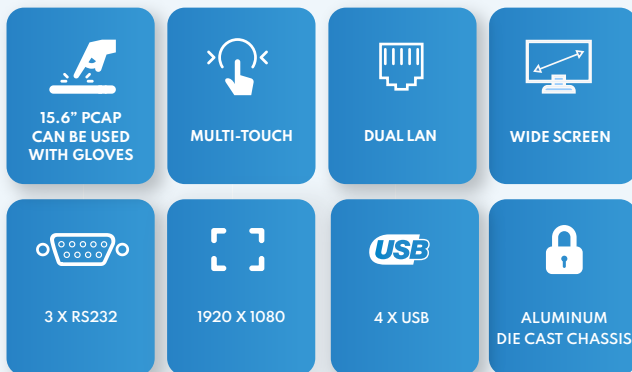 15.6” PCAP
CAN BE USED
WITH GLOVES
MULTI-TOUCH
DUAL LAN
WIDE SCREEN
3 X RS232
1920 X 1080
USB
4 X USB
ALUMINUM
DIE CAST CHASSIS